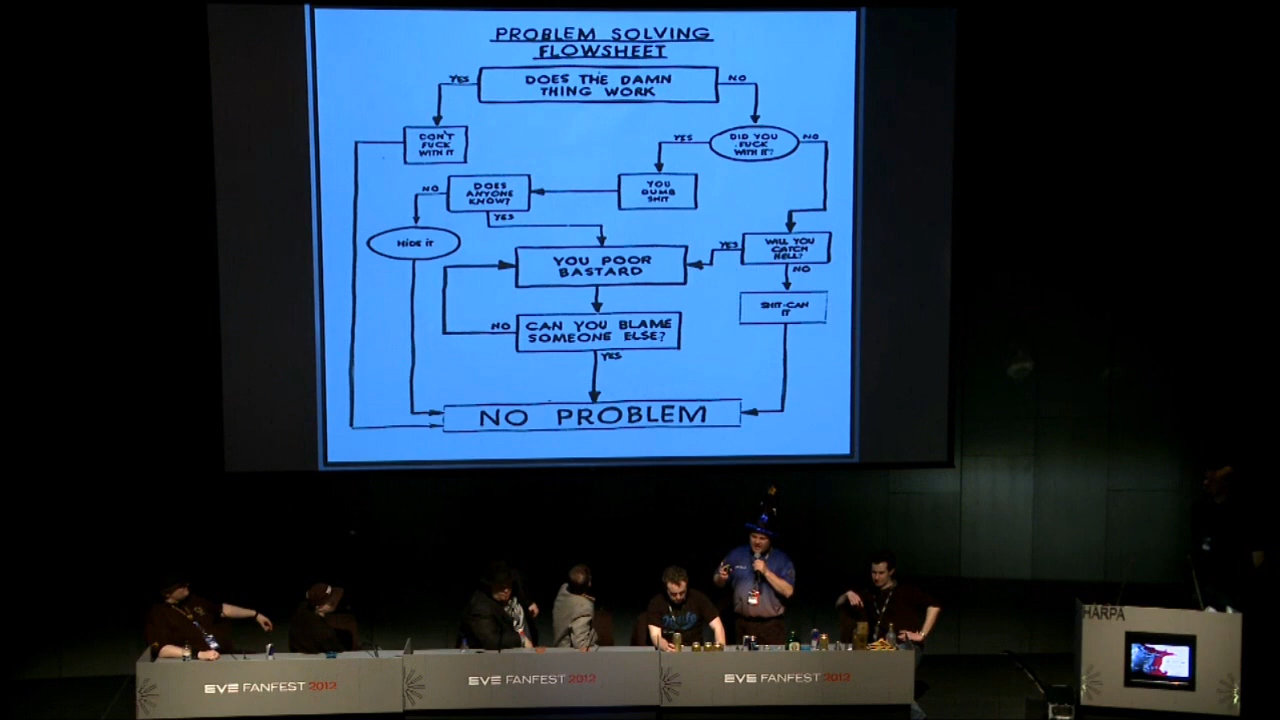 PROBLEM SOLVING
FLOWSHEET
YES
DOES THE DAMN
THING WORK
NO
DON'T
FUCK
WITH IT
YES
DID YOU
FUCK
WITH IT?
NO
NO
DOES
ANYONE
KNOW?
YES
YOU
DUMB
SHIT
HIDE IT
YOU POOR
BASTARD
YES
WILL YOU
CATCH
HELL?
NO
SHIT-CAN
IT
NO
CAN YOU BLAME
SOMEONE ELSE?
YES
NO PROBLEM
HARPA
EVE FANFEST 2012
EVE FANFEST 2012
EVE FANFEST 2012